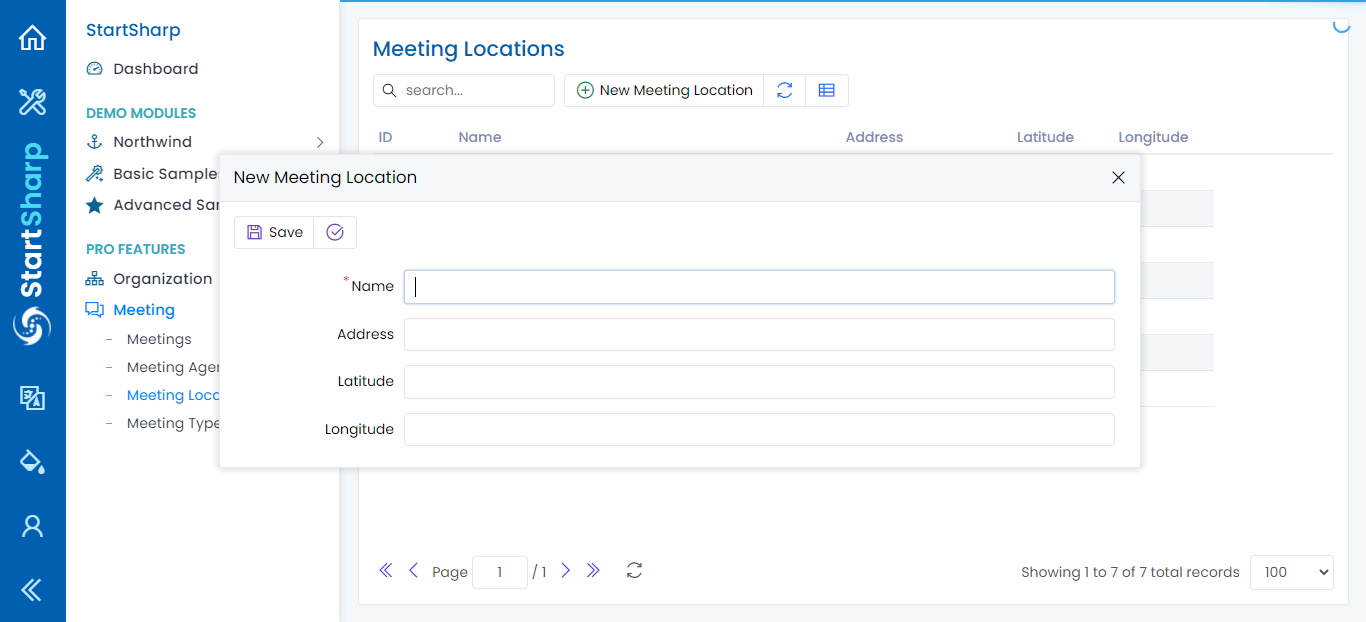 StartSharp
StartSharp
Dashboard
DEMO MODULES
Northwind
Basic Sample
Advanced Sar
PRO FEATURES
Organization
Meeting
- Meetings
- Meeting Ager
- Meeting Loca
- Meeting Type
Meeting Locations
search...
New Meeting Location
ID Name Address Latitude Longitude
New Meeting Location
Save
* Name
Address
Latitude
Longitude
Page 1 / 1
Showing 1 to 7 of 7 total records 100